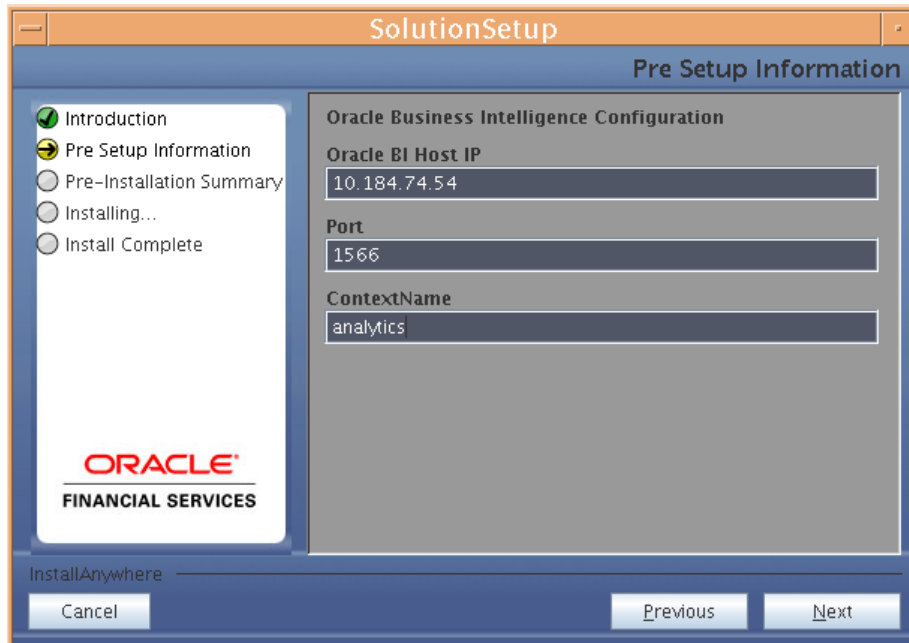 SolutionSetup
Pre Setup Information
Introduction
Pre Setup Information
Pre-Installation Summary
Installing...
Install Complete
ORACLE
FINANCIAL SERVICES
Oracle Business Intelligence Configuration
Oracle BI Host IP
10.184.74.54
Port
1566
ContextName
analytics
InstallAnywhere
Cancel
Previous
Next